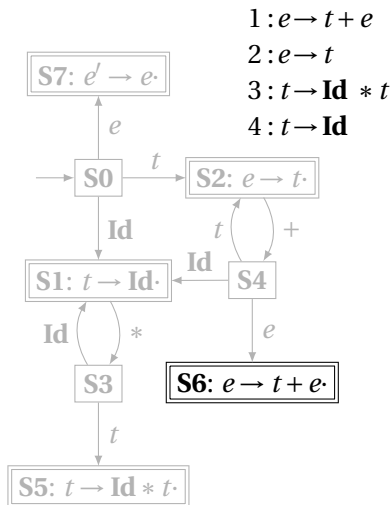 1 : e → t + e
2 : e → t
3 : t → Id * t
4 : t → Id
S7: e′ → e·
e
S0
t
S2: e → t·
Id
t
+
S1: t → Id·
Id
S4
Id
*
e
S3
S6: e → t + e·
t
S5: t → Id * t·